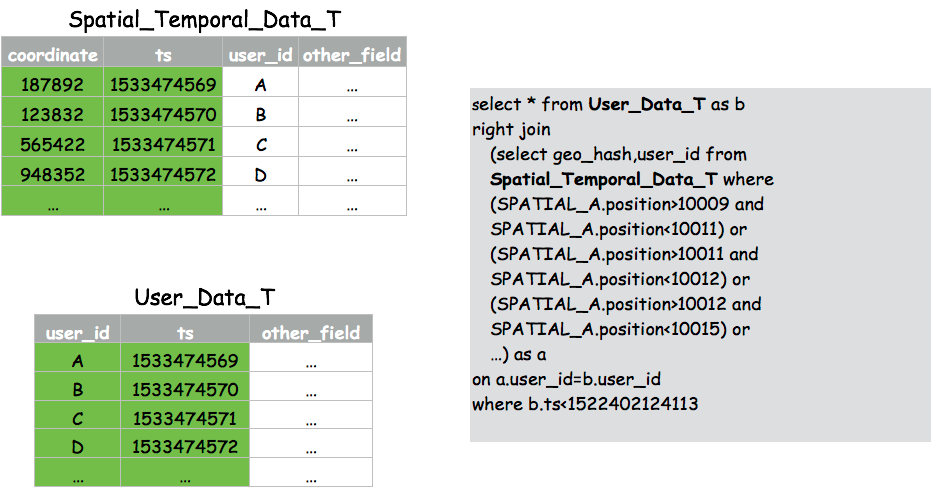 Spatial_Temporal_Data_T
coordinate ts user_id other_field
187892 1533474569 A ...
123832 1533474570 B ...
565422 1533474571 C ...
948352 1533474572 D ...
... ... ... ...
User_Data_T
user_id ts other_field
A 1533474569 ...
B 1533474570 ...
C 1533474571 ...
D 1533474572 ...
... ... ...
select * from User_Data_T as b
right join
(select geo_hash,user_id from
Spatial_Temporal_Data_T where
(SPATIAL_A.position>10009 and
SPATIAL_A.position<10011) or
(SPATIAL_A.position>10011 and
SPATIAL_A.position<10012) or
(SPATIAL_A.position>10012 and
SPATIAL_A.position<10015) or
...) as a
on a.user_id=b.user_id
where b.ts<1522402124113